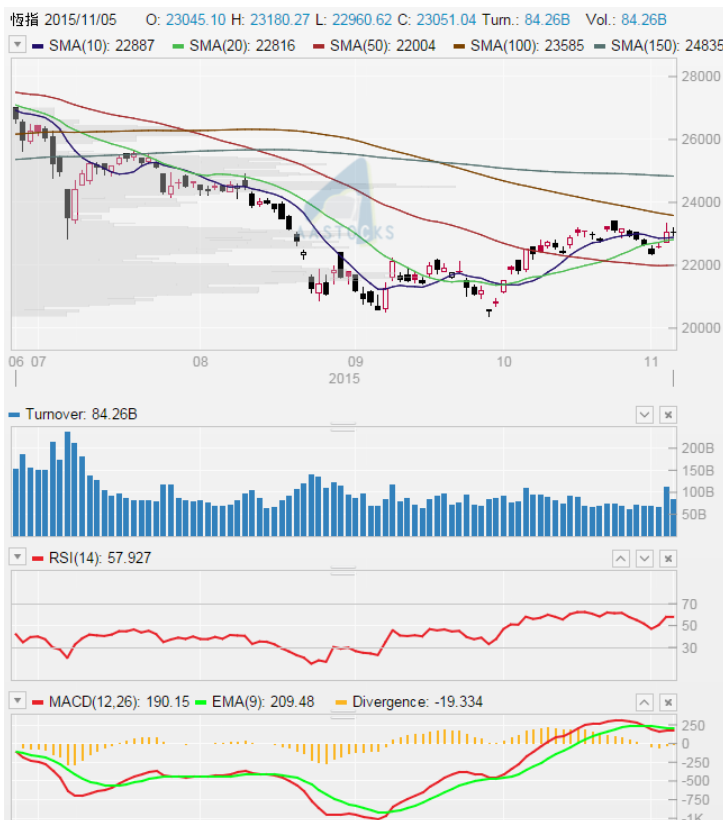 恆指 2015/11/05 O: 23045.10 H: 23180.27 L: 22960.62 C: 23051.04 Turn.: 84.26B Vol.: 84.26B
SMA(10): 22887 SMA(20): 22816 SMA(50): 22004 SMA(100): 23585 SMA(150): 24835
28000
26000
24000
AASTOCKS
22000
20000
06 07 08 09 10 11
2015
Turnover: 84.26B
200B
150B
100B
50B
RSI(14): 57.927
70
50
30
MACD(12,26): 190.15 EMA(9): 209.48 Divergence: -19.334
250
0
-250
-500
-750
-1K